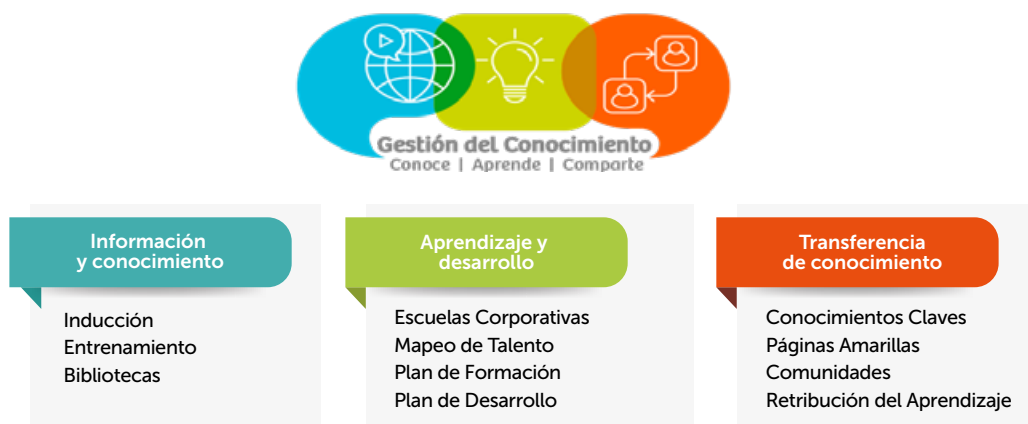 Gestión del Conocimiento
Conoce | Aprende | Comparte
Información
y conocimiento
Inducción
Entrenamiento
Bibliotecas
Aprendizaje y
desarrollo
Escuelas Corporativas
Mapeo de Talento
Plan de Formación
Plan de Desarrollo
Transferencia
de conocimiento
Conocimientos Claves
Páginas Amarillas
Comunidades
Retribución del Aprendizaje